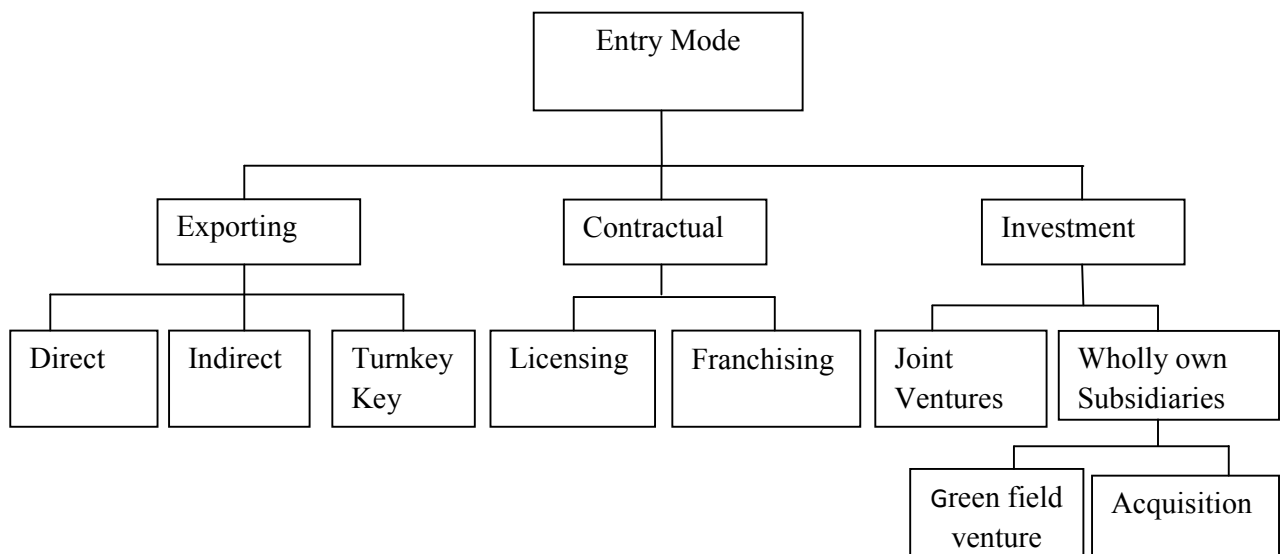 Entry Mode
Exporting
Contractual
Investment
Direct
Indirect
Turnkey
Key
Licensing
Franchising
Joint
Ventures
Wholly own
Subsidiaries
Green field
venture
Acquisition